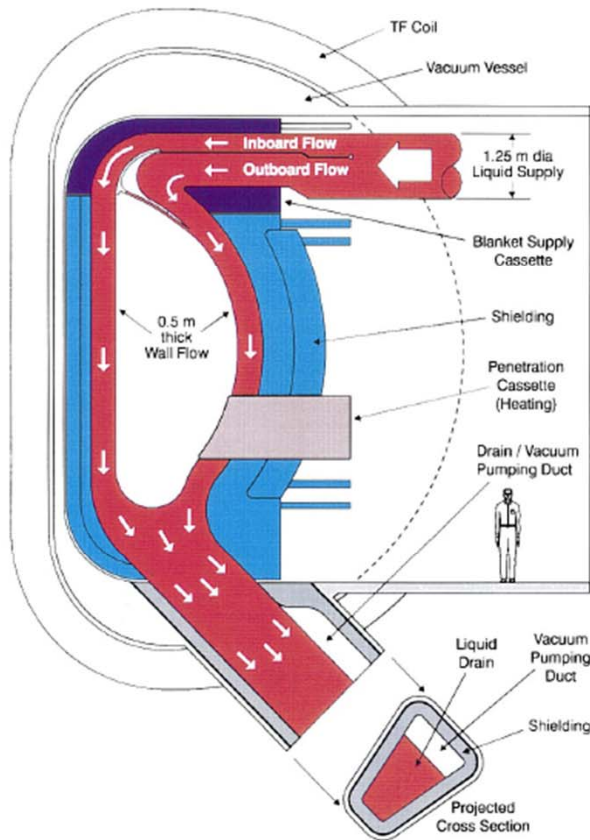 TF Coil
Vacuum Vessel
Inboard Flow
Outboard Flow
1.25 m dia
Liquid Supply
Blanket Supply
Cassette
0.5 m
thick
Wall Flow
Shielding
Penetration
Cassette
(Heating)
Drain / Vacuum
Pumping Duct
Liquid
Drain
Vacuum
Pumping
Duct
Shielding
Projected
Cross Section